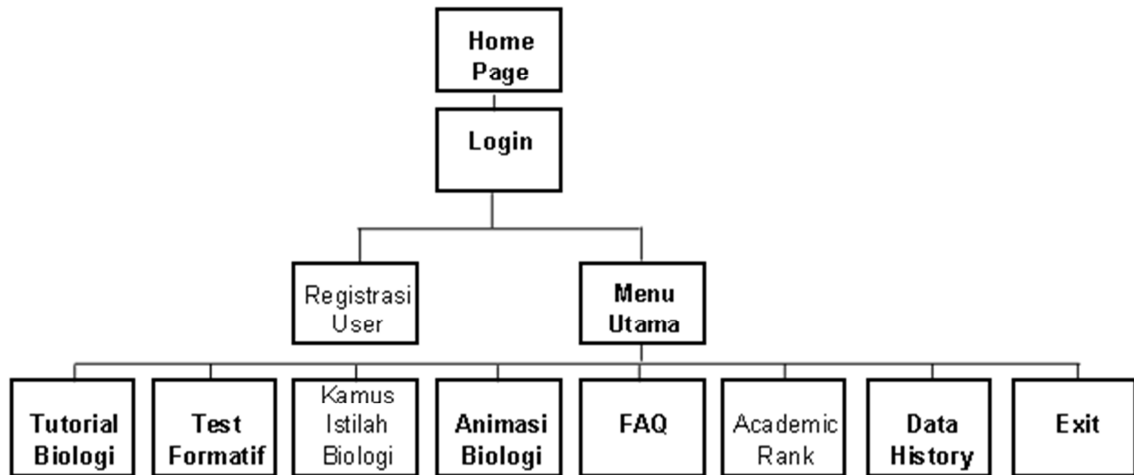 Home
Page
Login
Registrasi
User
Menu
Utama
Tutorial
Biologi
Test
Formatif
Kamus
Istilah
Biologi
Animasi
Biologi
FAQ
Academic
Rank
Data
History
Exit